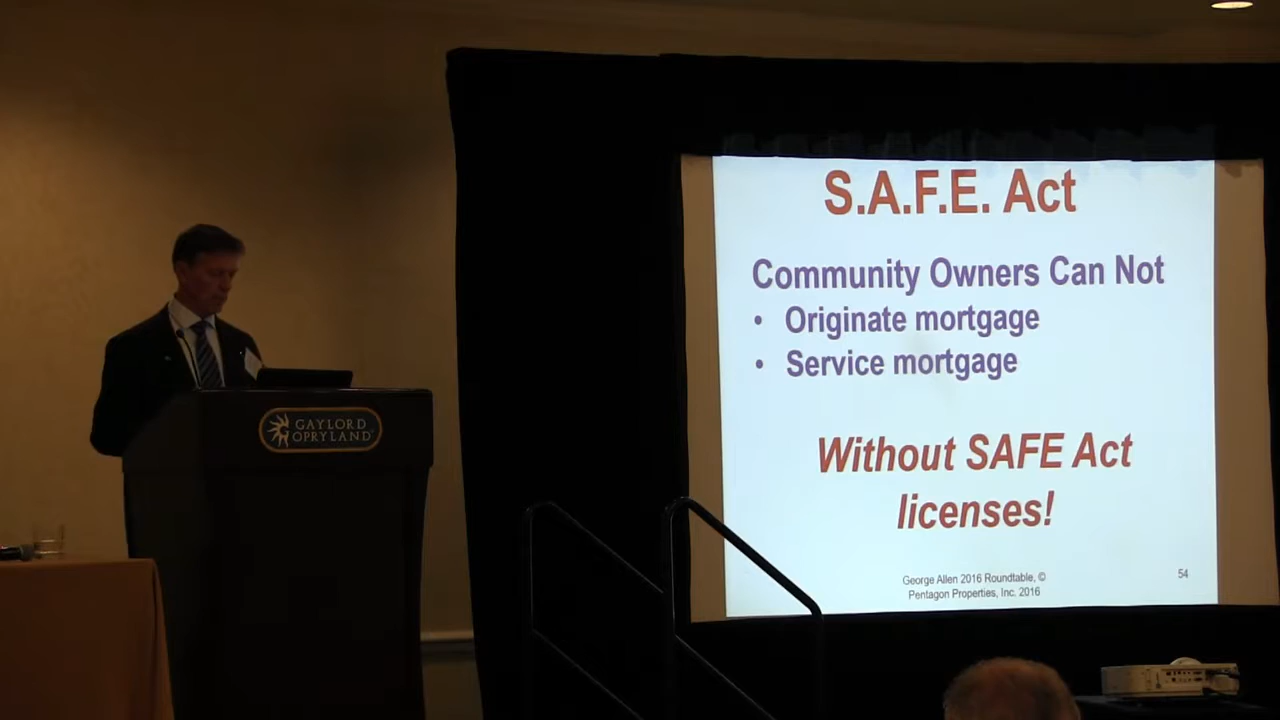 GAYLORD
OPRYLAND
S.A.F.E. Act
Community Owners Can Not
• Originate mortgage
• Service mortgage
Without SAFE Act
licenses!
George Allen 2016 Roundtable, ©
Pentagon Properties, Inc. 2016
54